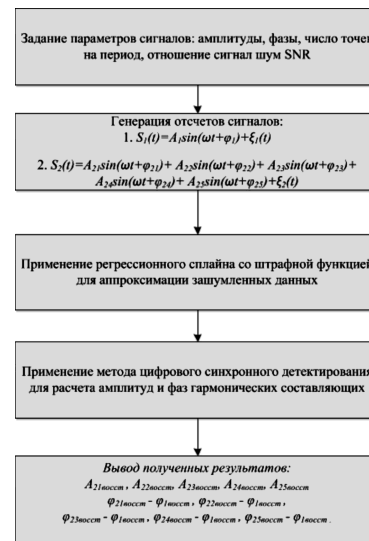 Задание параметров сигналов: амплитуды, фазы, число точек
на период, отношение сигнал шум SNR
Генерация отсчетов сигналов:
1. S₁(t)=A₁sin(ωt+φ₁)+ξ₁(t)
2. S₂(t)=A₂₁sin(ωt+φ₂₁)+ A₂₂sin(ωt+φ₂₂)+ A₂₃sin(ωt+φ₂₃)+
A₂₄sin(ωt+φ₂₄)+ A₂₅sin(ωt+φ₂₅)+ξ₂(t)
Применение регрессионного сплайна со штрафной функцией
для аппроксимации зашумленных данных
Применение метода цифрового синхронного детектирования
для расчета амплитуд и фаз гармонических составляющих
Вывод полученных результатов:
A21восст , A22восст, A23восст, A24восст, A25восст
φ21восст - φ1восст , φ22восст - φ1восст ,
φ23восст - φ1восст , φ24восст - φ1восст , φ25восст - φ1восст .